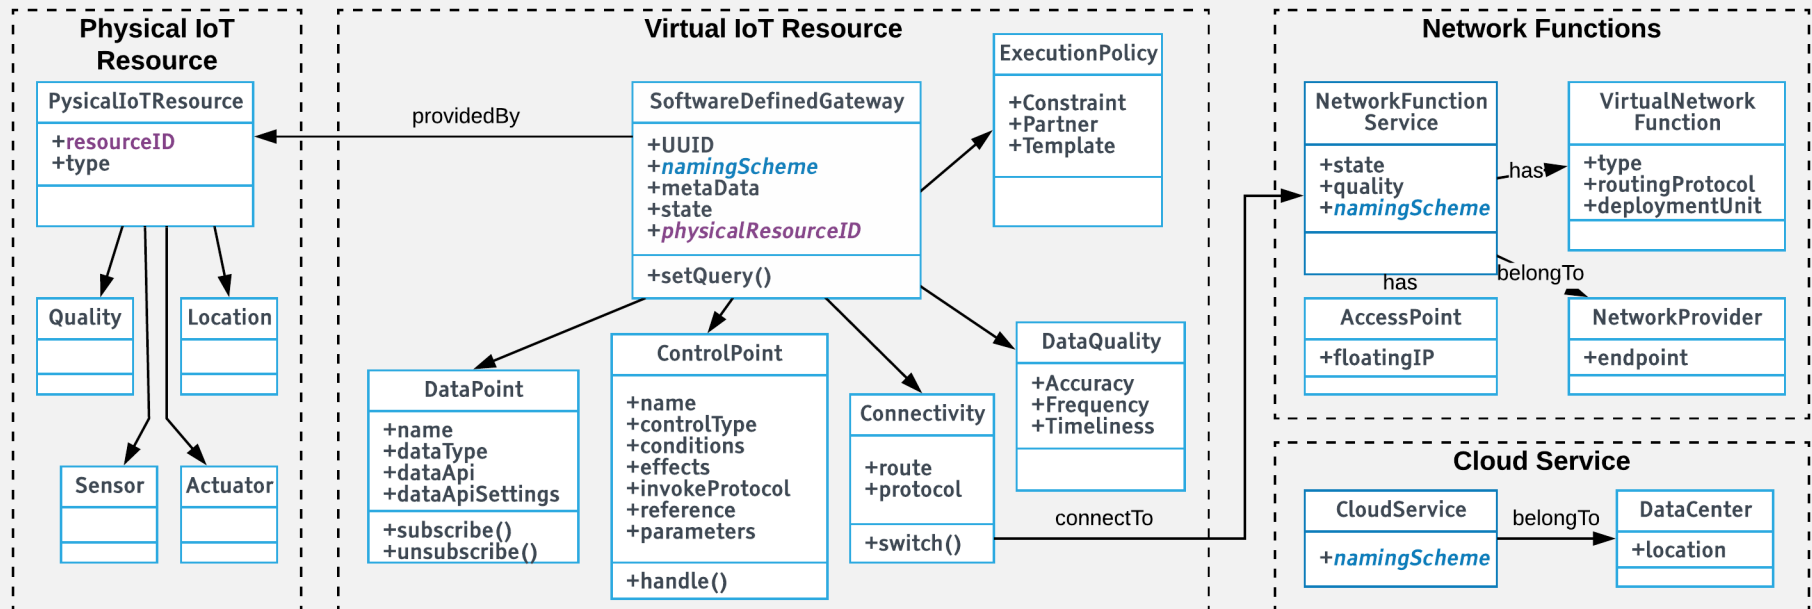 Physical IoT
Resource
PysicalIoTResource
+resourceID
+type
Quality
Location
Sensor
Actuator
Virtual IoT Resource
providedBy
SoftwareDefinedGateway
+UUID
+namingScheme
+metaData
+state
+physicalResourceID
+setQuery()
ExecutionPolicy
+Constraint
+Partner
+Template
DataPoint
+name
+dataType
+dataApi
+dataApiSettings
+subscribe()
+unsubscribe()
ControlPoint
+name
+controlType
+conditions
+effects
+invokeProtocol
+reference
+parameters
+handle()
Connectivity
+route
+protocol
+switch()
DataQuality
+Accuracy
+Frequency
+Timeliness
connectTo
Network Functions
NetworkFunction
Service
+state
+quality
+namingScheme
has
VirtualNetwork
Function
+type
+routingProtocol
+deploymentUnit
belongTo
has
AccessPoint
+floatingIP
NetworkProvider
+endpoint
Cloud Service
CloudService
+namingScheme
belongTo
DataCenter
+location